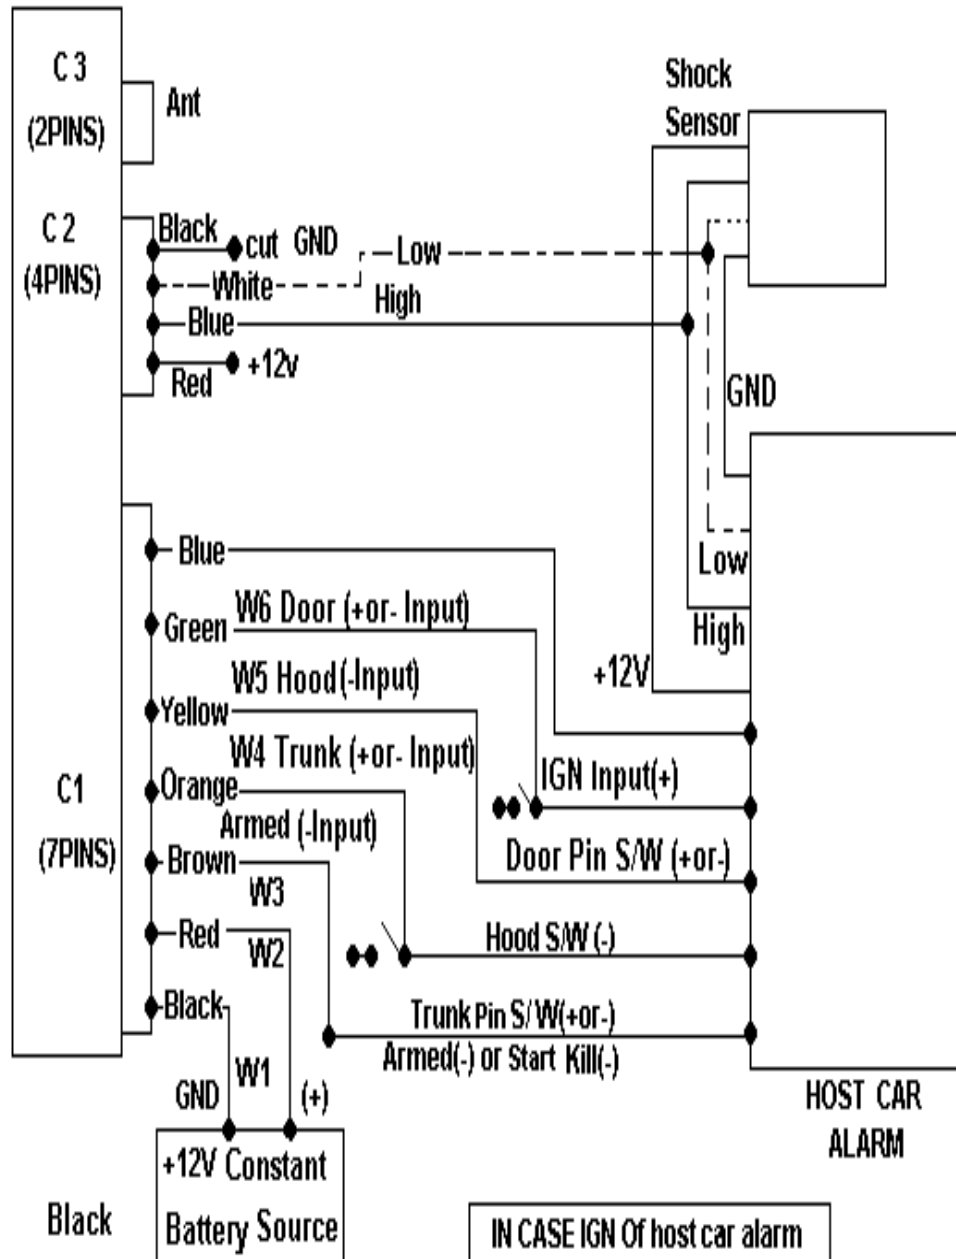 C 3
(2PINS)
Ant
Shock
Sensor
C 2
(4PINS)
Black
cut GND
White
Low
High
Blue
Red
+12v
GND
Low
High
+12V
C1
(7PINS)
Blue
W6 Door (+or- Input)
Green
W5 Hood (-Input)
Yellow
W4 Trunk (+or- Input)
Orange
Armed (-Input)
Brown
W3
Red
W2
Black
W1
GND
(+)
IGN Input(+)
Door Pin S/W (+or-)
Hood S/W (-)
Trunk Pin S/W(+or-)
Armed(-) or Start Kill(-)
HOST CAR
ALARM
+12V Constant
Battery Source
Black
IN CASE IGN Of host car alarm